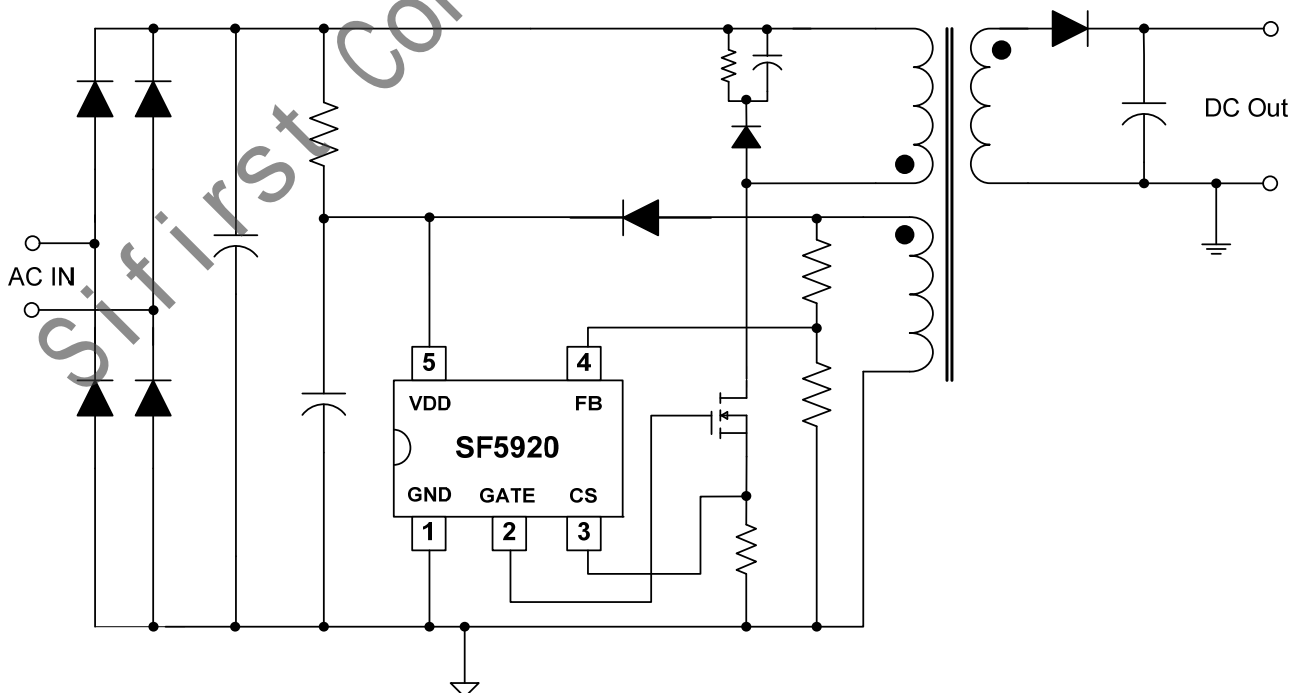 Sifirst Co
DC Out
AC IN
5
4
VDD
FB
SF5920
GND
GATE
CS
1
2
3